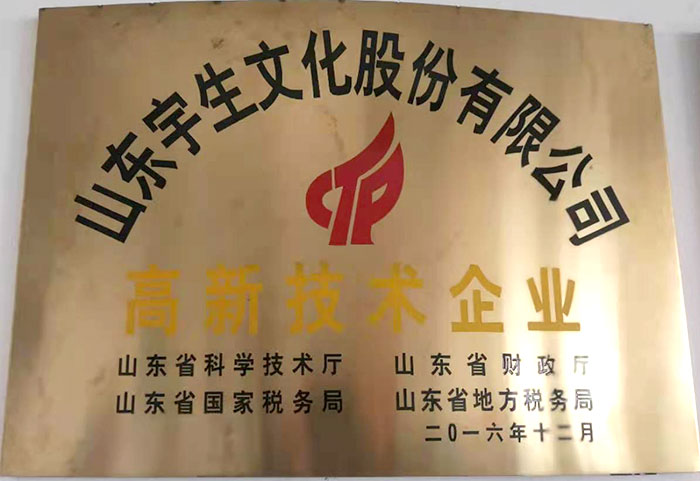 山东宇生文化股份有限公司
CTP
高新技术企业
山东省科学技术厅 山东省财政厅
山东省国家税务局 山东省地方税务局
二〇一六年十二月